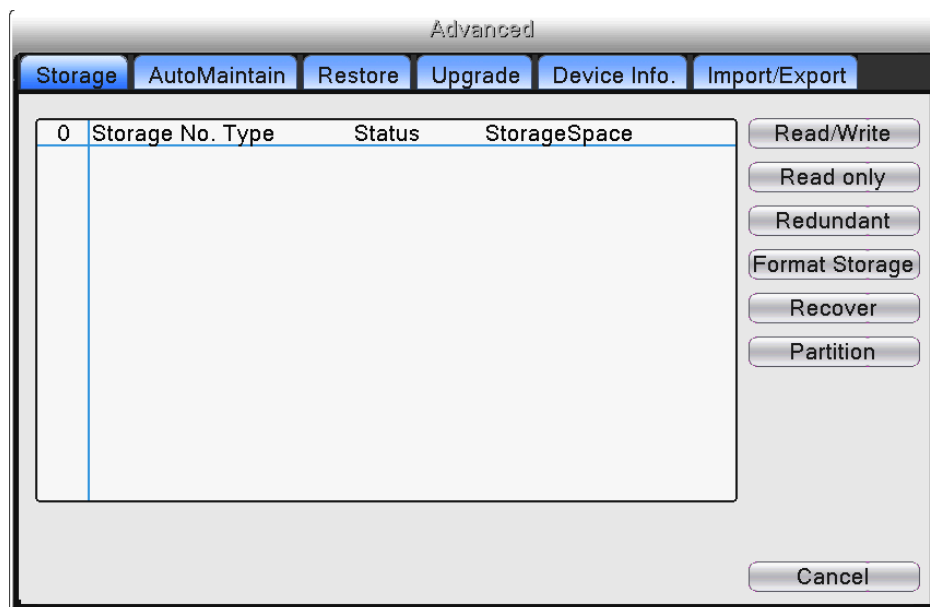 Advanced
Storage AutoMaintain Restore Upgrade Device Info. Import/Export
0 Storage No. Type Status StorageSpace
Read/Write
Read only
Redundant
Format Storage
Recover
Partition
Cancel